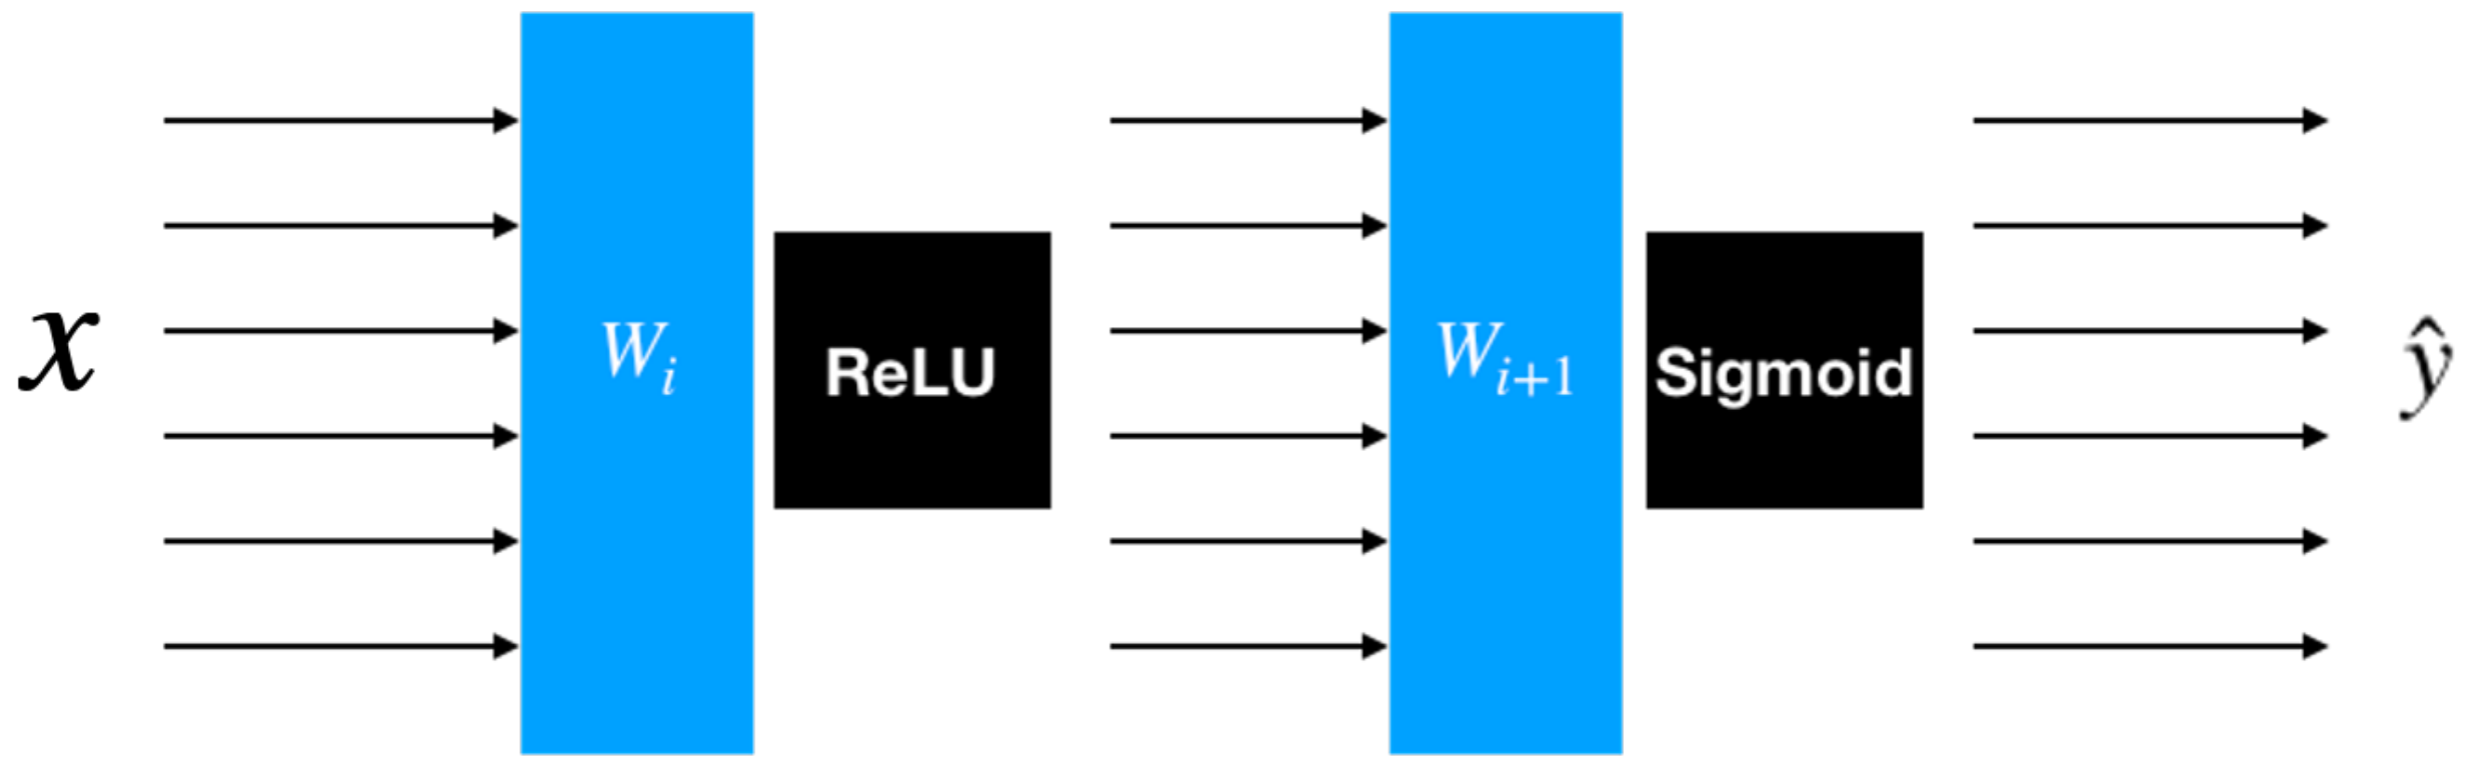 x
W_i
ReLU
W_{i+1}
Sigmoid
ŷ